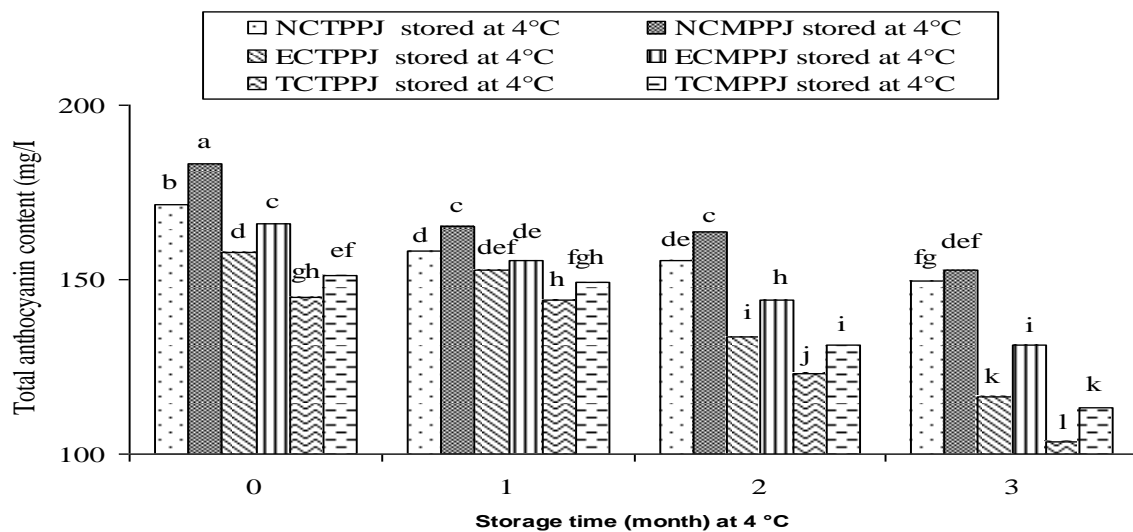 NCTPPJ stored at 4°C NCMPPJ stored at 4°C
ECTPPJ stored at 4°C ECMPPJ stored at 4°C
TCTPPJ stored at 4°C TCMPPJ stored at 4°C
Total anthocyanin content (mg/l
200
150
100
b a d c gh ef
d c def de h fgh
de c i h j i
fg def k i l k
0 1 2 3
Storage time (month) at 4 °C